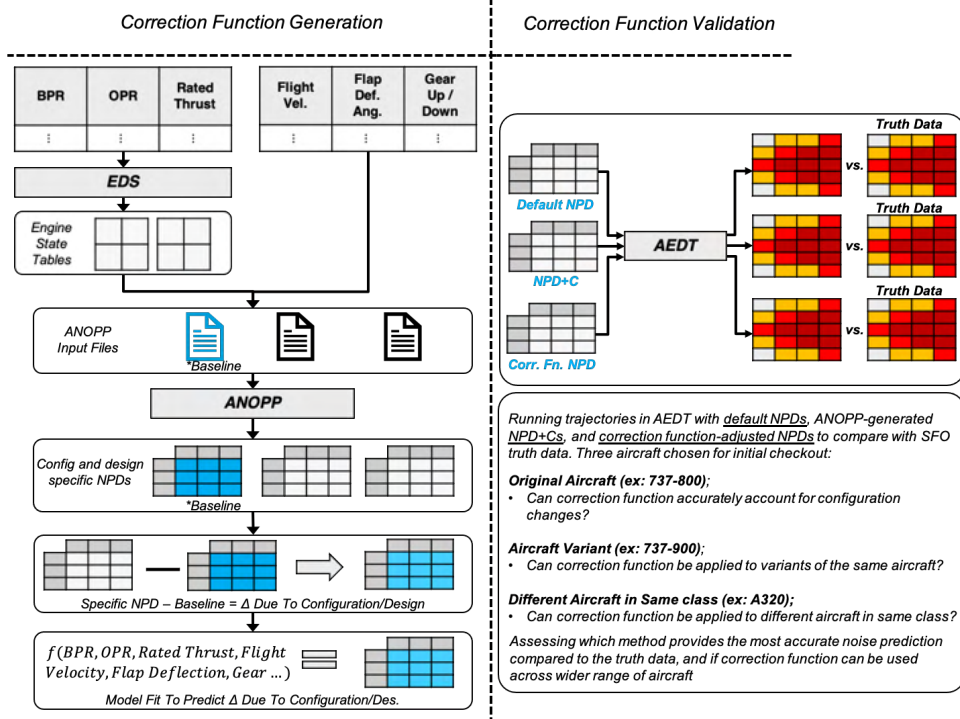 Correction Function Generation
BPR
OPR
Rated
Thrust
Flight
Vel.
Flap
Def.
Ang.
Gear
Up /
Down
EDS
Engine
State
Tables
ANOPP
Input Files
*Baseline
ANOPP
Config and design
specific NPDs
*Baseline
Specific NPD – Baseline = Δ Due To Configuration/Design
f(BPR, OPR, Rated Thrust, Flight
Velocity, Flap Deflection, Gear ...)
Model Fit To Predict Δ Due To Configuration/Des.
Correction Function Validation
Default NPD
NPD+C
Corr. Fn. NPD
AEDT
Truth Data
vs.
Truth Data
vs.
Truth Data
vs.
Running trajectories in AEDT with default NPDs, ANOPP-generated
NPD+Cs, and correction function-adjusted NPDs to compare with SFO
truth data. Three aircraft chosen for initial checkout:
Original Aircraft (ex: 737-800);
• Can correction function accurately account for configuration
changes?
Aircraft Variant (ex: 737-900);
• Can correction function be applied to variants of the same aircraft?
Different Aircraft in Same class (ex: A320);
• Can correction function be applied to different aircraft in same class?
Assessing which method provides the most accurate noise prediction
compared to the truth data, and if correction function can be used
across wider range of aircraft